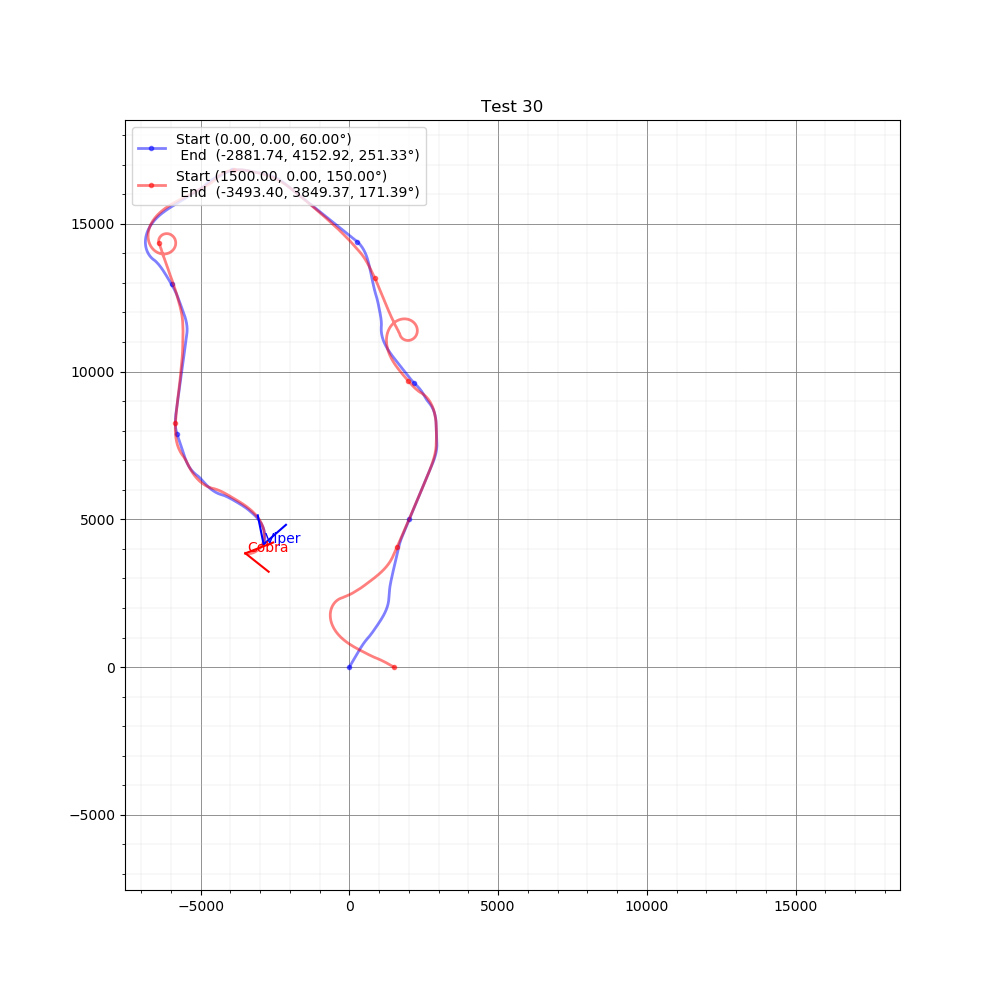 Test 30
Start (0.00, 0.00, 60.00°)
End (-2881.74, 4152.92, 251.33°)
Start (1500.00, 0.00, 150.00°)
End (-3493.40, 3849.37, 171.39°)
15000
10000
5000
0
−5000
Cobra
−5000
0
5000
10000
15000